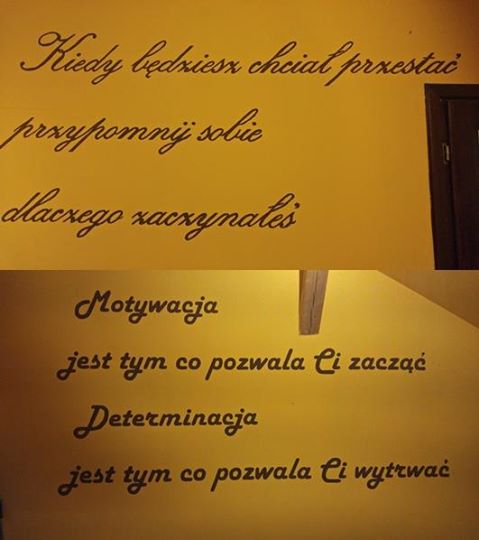 Kiedy będziesz chciał przestać
przypomnij sobie
dlaczego zaczynałeś
Motywacja
jest tym co pozwala Ci zacząć
Determinacja
jest tym co pozwala Ci wytrwać